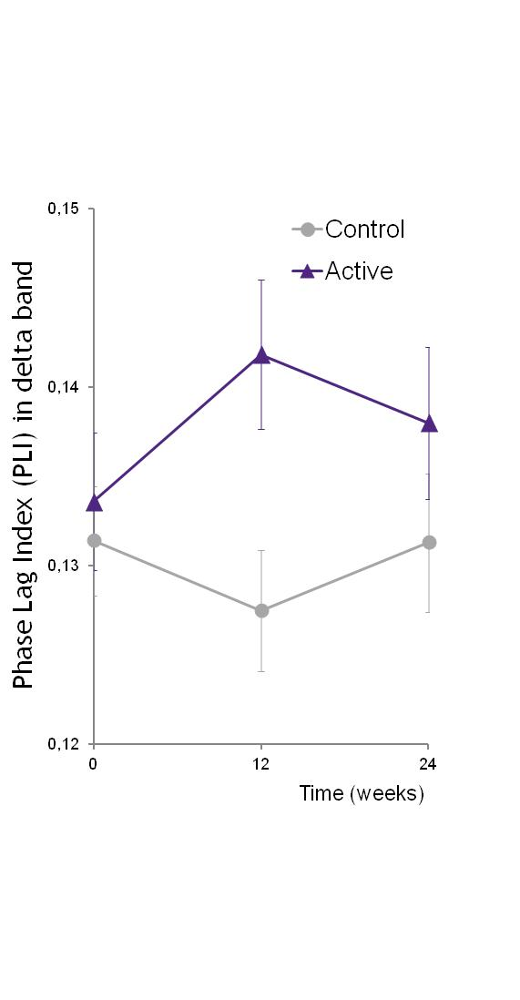 0,15
Control
Active
0,14
Phase Lag Index (PLI) in delta band
0,13
0,12
0
12
24
Time (weeks)